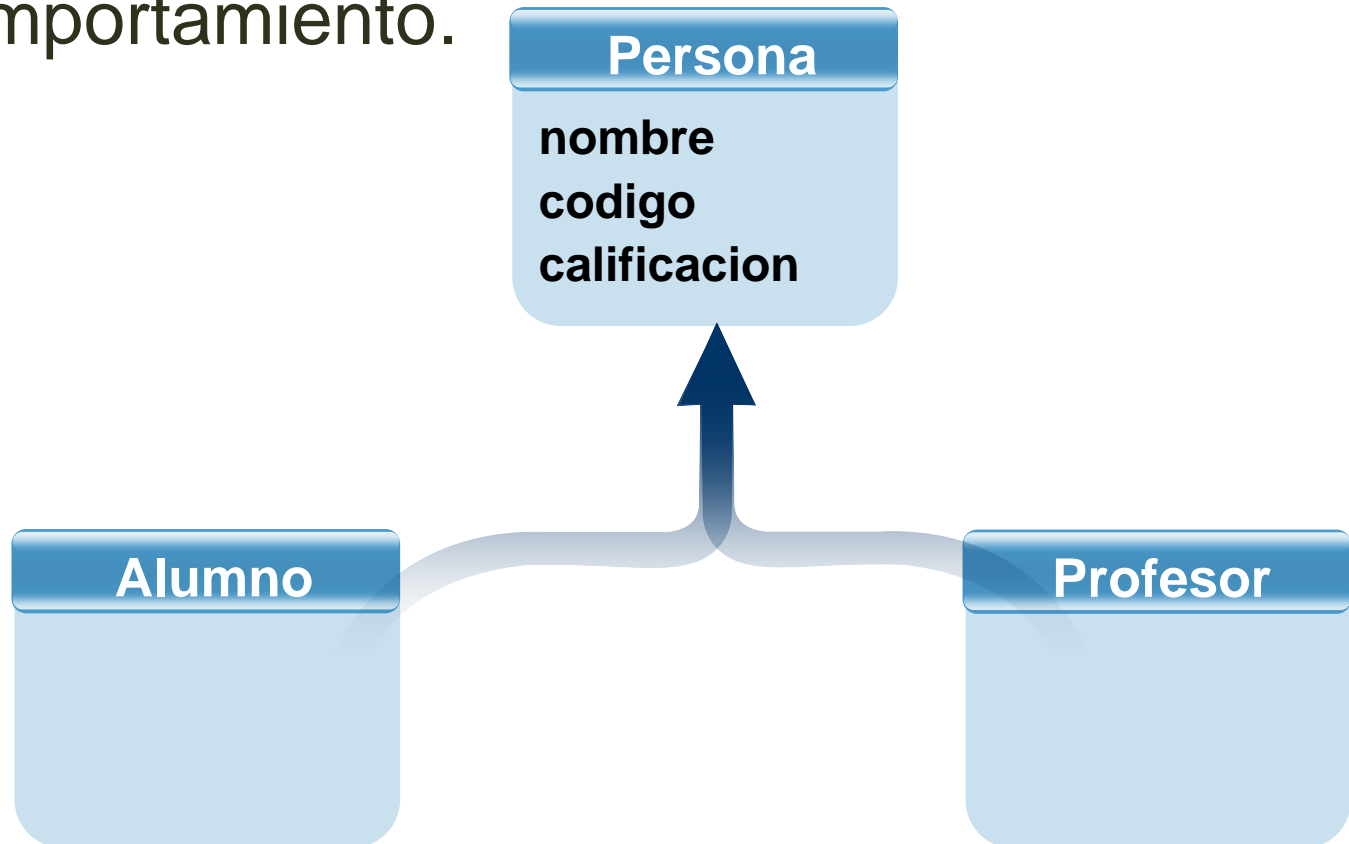 mportamiento.
Persona
nombre
codigo
calificacion
Alumno
Profesor